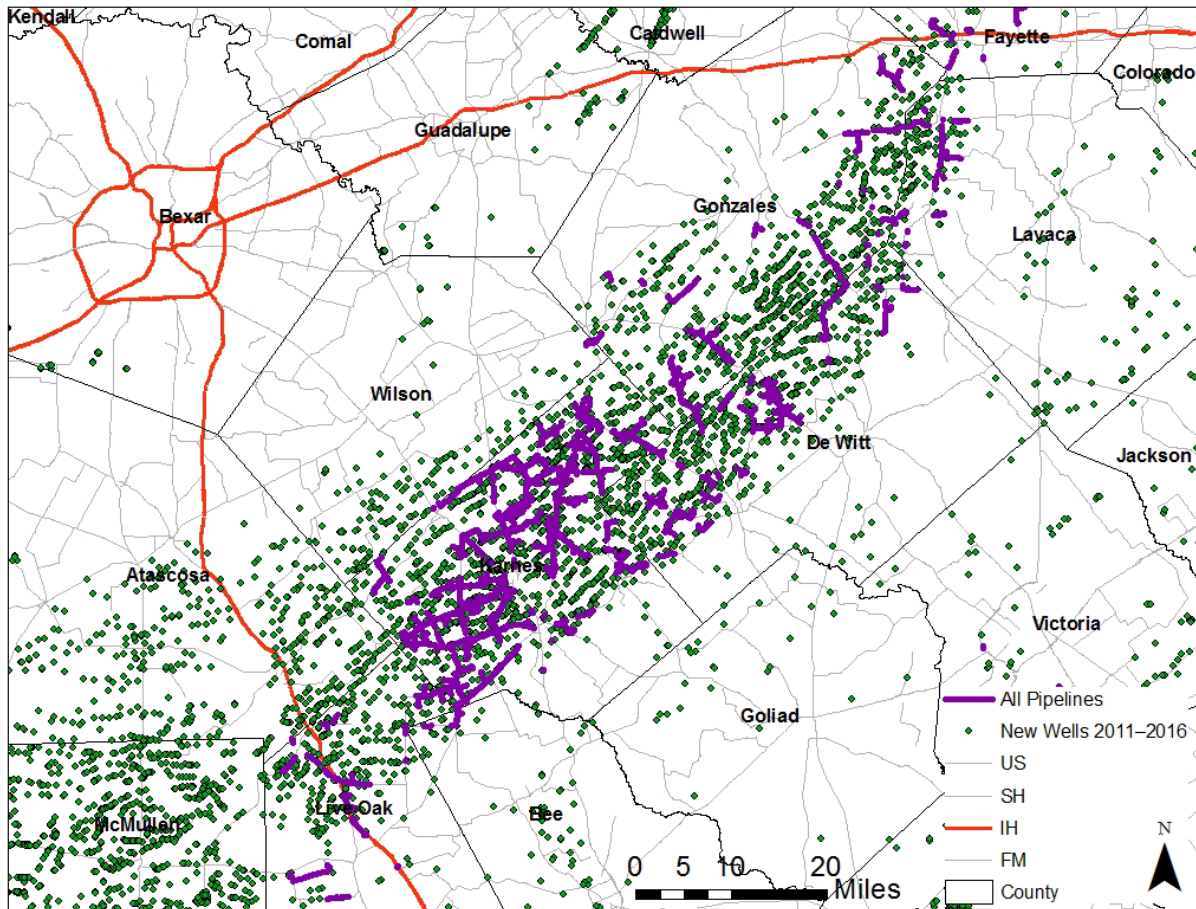 Kendall
Comal
Caldwell
Fayette
Colorado
Guadalupe
Bexar
Gonzales
Lavaca
Wilson
De Witt
Jackson
Karnes
Atascosa
Victoria
Goliad
Live Oak
Bee
McMullen
All Pipelines
New Wells 2011–2016
US
SH
IH
FM
County
N
0 5 10 20
Miles